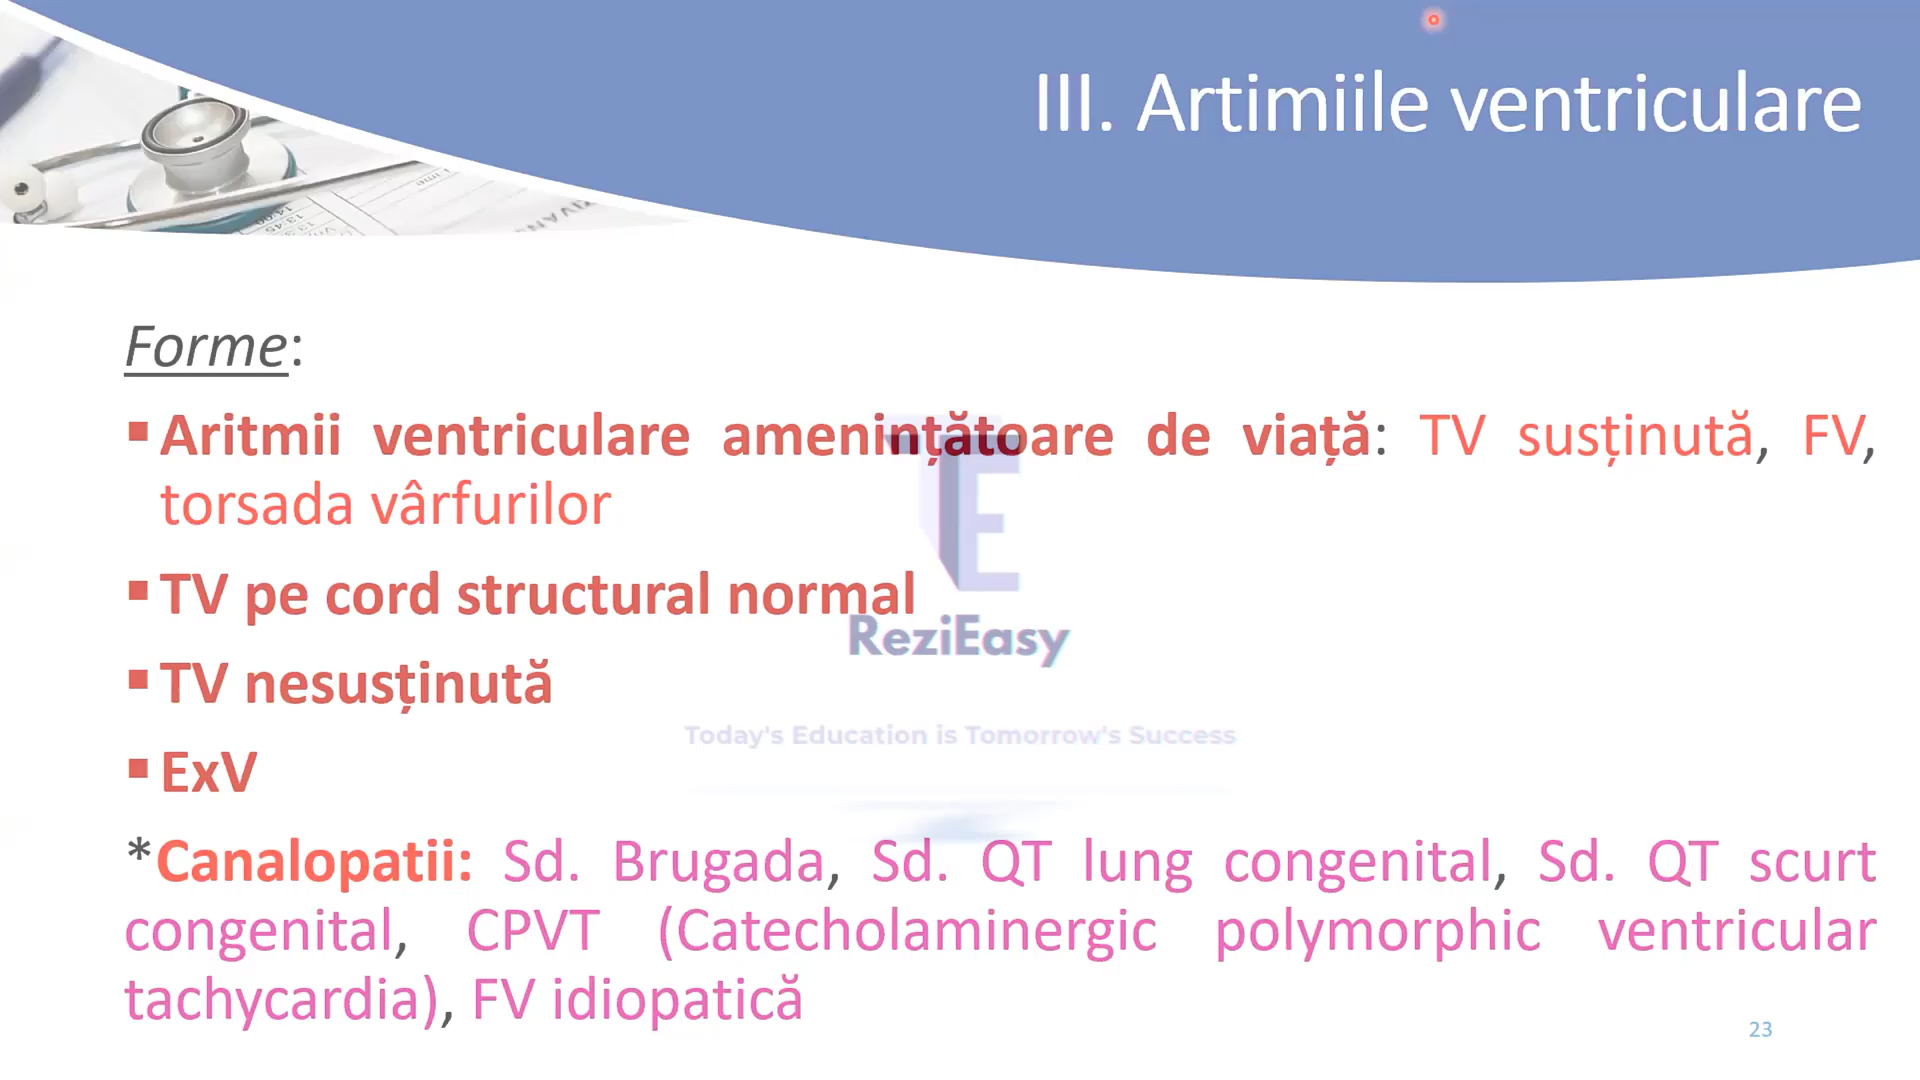 III. Artimiile ventriculare
Forme:
▪Aritmii ventriculare amenințătoare de viață: TV susținută, FV,
torsada vârfurilor
▪TV pe cord structural normal
▪TV nesusținută
▪ExV
*Canalopatii: Sd. Brugada, Sd. QT lung congenital, Sd. QT scurt
congenital, CPVT (Catecholaminergic polymorphic ventricular
tachycardia), FV idiopatică
TE
ReziEasy
Today's Education is Tomorrow's Success
23